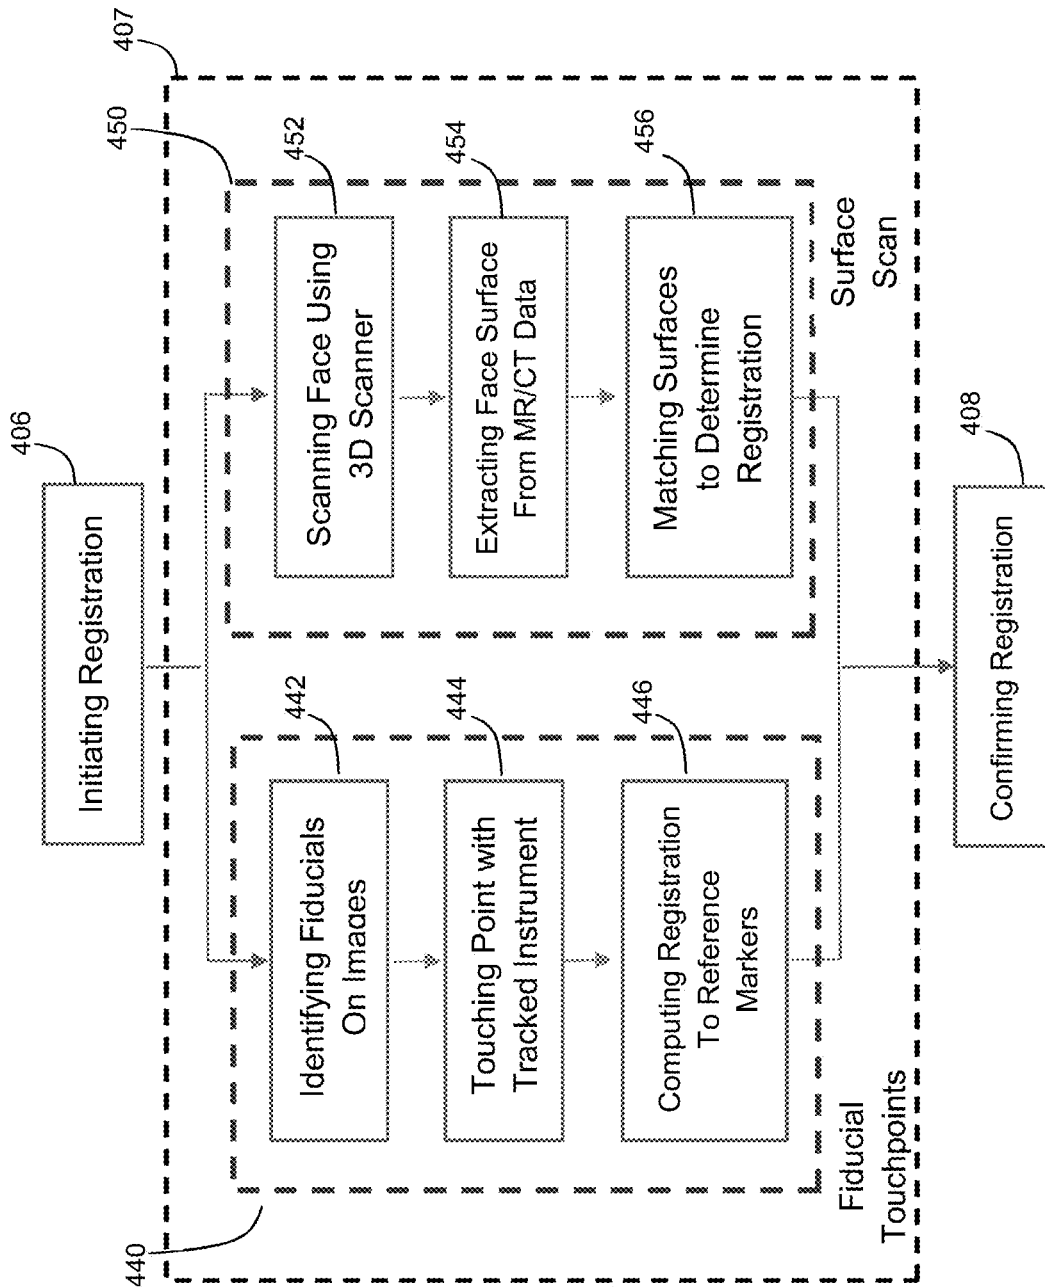 406
Initiating Registration
407
440
442
Identifying Fiducials
On Images
444
Touching Point with
Tracked Instrument
446
Computing Registration
To Reference
Markers
Fiducial
Touchpoints
450
452
Scanning Face Using
3D Scanner
454
Extracting Face Surface
From MR/CT Data
456
Matching Surfaces
to Determine
Registration
Surface
Scan
408
Confirming Registration